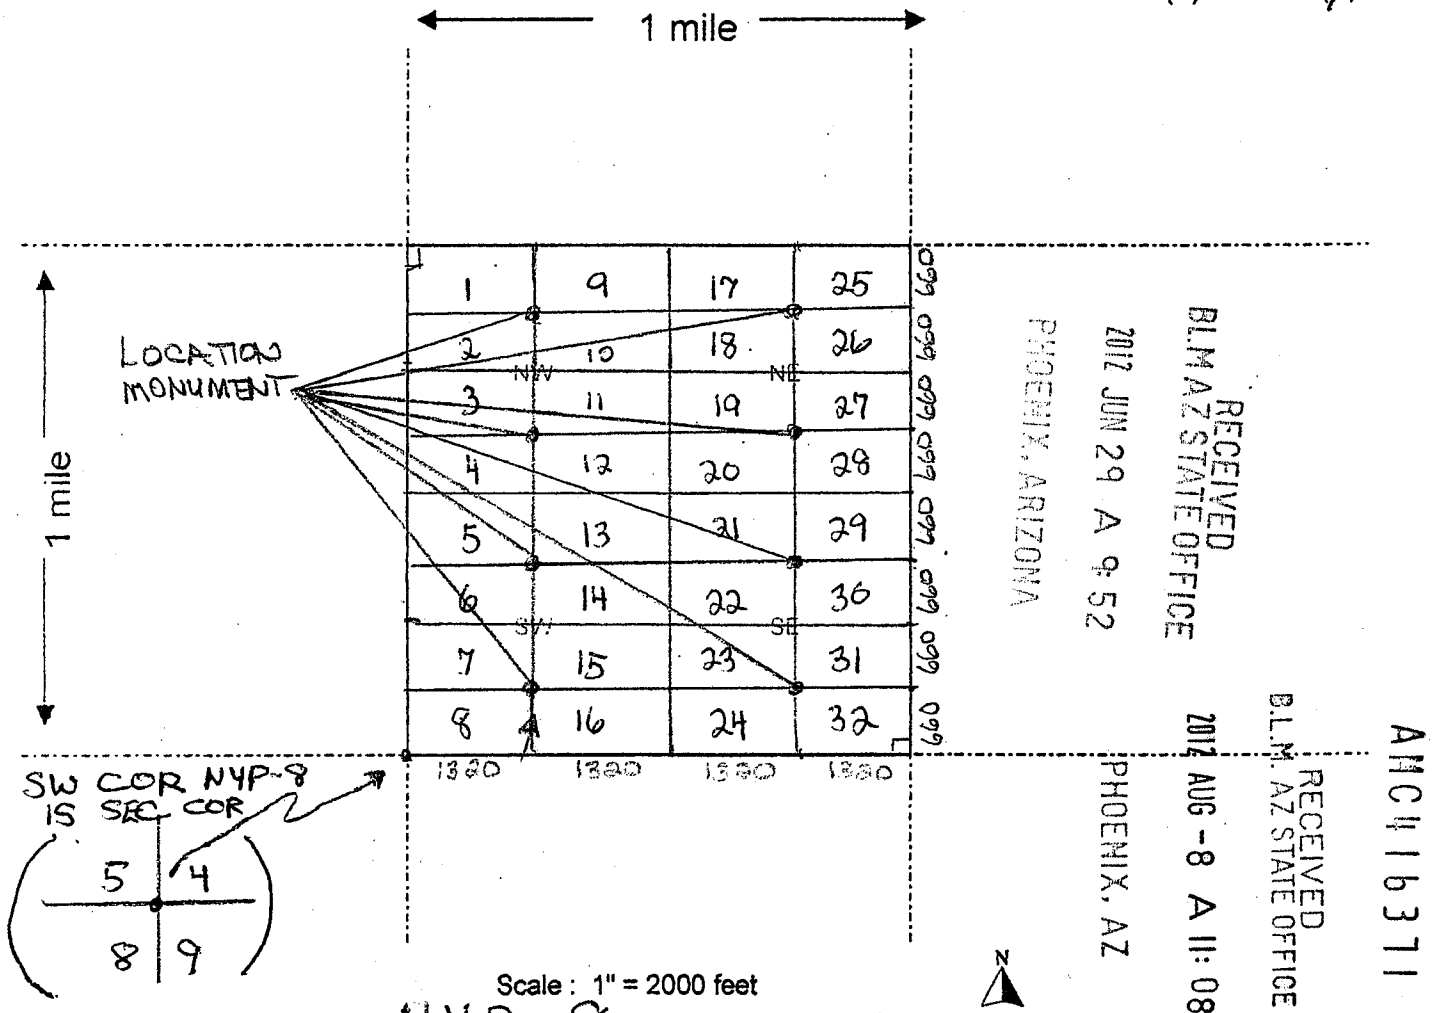 1 mile
1 9 17 25 660
2 10 18 26 660
NW NE
3 11 19 27 660
4 12 20 28 660
5 13 21 29 660
6 14 22 30 660
SW SE
7 15 23 31 660
8 16 24 32 660
1320 1320 1320 1320
LOCATION
MONUMENT
1 mile
SW COR NYP-8
IS SEC COR
5 4
8 9
Scale : 1" = 2000 feet
N
RECEIVED
BLM AZ STATE OFFICE
2012 JUN 29 A 9:52
PHOENIX, ARIZONA
RECEIVED
B.L.M. AZ STATE OFFICE
2012 AUG -8 A 11:08
PHOENIX, AZ
AMC416371